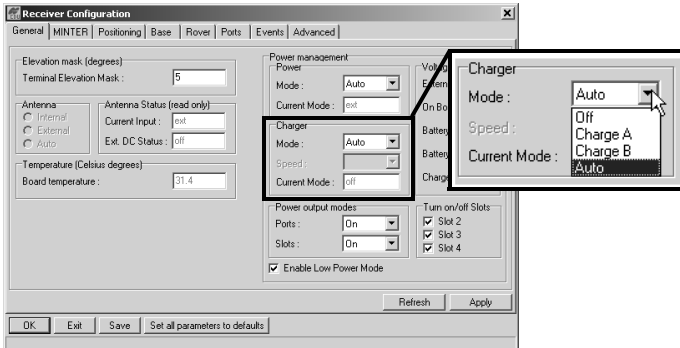 Receiver Configuration
General MINTER Positioning Base Rover Ports Events Advanced
Elevation mask (degrees)
Terminal Elevation Mask : 5
Antenna
Internal
External
Auto
Antenna Status (read only)
Current Input : ext
Ext. DC Status : off
Temperature (Celsius degrees)
Board temperature : 31.4
Power management
Power
Mode : Auto
Current Mode : ext
Charger
Mode : Auto
Speed :
Current Mode : off
Power output modes
Ports : On
Slots : On
Turn on/off Slots
Slot 2
Slot 3
Slot 4
Enable Low Power Mode
On Bo
Battery
Battery
Charge
Charger
Mode : Auto
Off
Charge A
Charge B
Auto
Speed :
Current Mode :
Refresh Apply
OK Exit Save Set all parameters to defaults